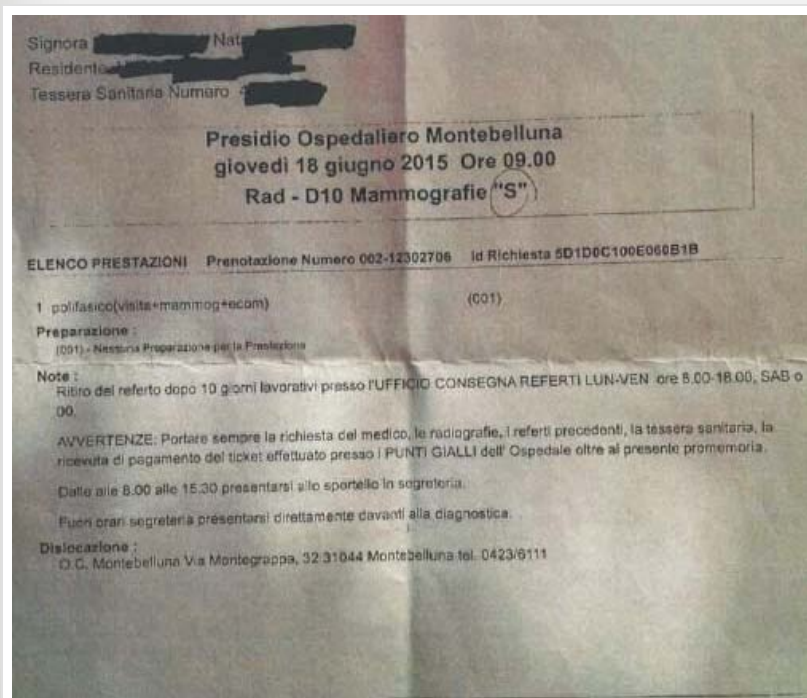 Signora
Residente
Tessera Sanitaria Numero
Presidio Ospedaliero Montebelluna
giovedì 18 giugno 2015 Ore 09.00
Rad - D10 Mammografie "S"
ELENCO PRESTAZIONI Prenotazione Numero 002-12302706 Id Richiesta
1 polifasico(visita+mammog+ecom) (001)
Preparazione :
(001) - Nessuna Preparazione per la Prestazione
Note :
Ritiro del referto dopo 10 giorni lavorativi presso l'UFFICIO CONSEGNA REFERTI LUN-VEN ore 8.00-18.00, SAB o
00.
AVVERTENZE: Portare sempre la richiesta del medico, le radiografie, i referti precedenti, la tessera sanitaria, la
ricevuta di pagamento del ticket effettuato presso i PUNTI GIALLI dell' Ospedale oltre al presente promemoria.
Dalle alle 8.00 alle 15.30 presentarsi allo sportello in segreteria.
Fuori orari segreteria presentarsi direttamente davanti alla diagnostica.
Dislocazione :
O.C. Montebelluna Via Montegrappa, 32 31044 Montebelluna tel. 0423/6111